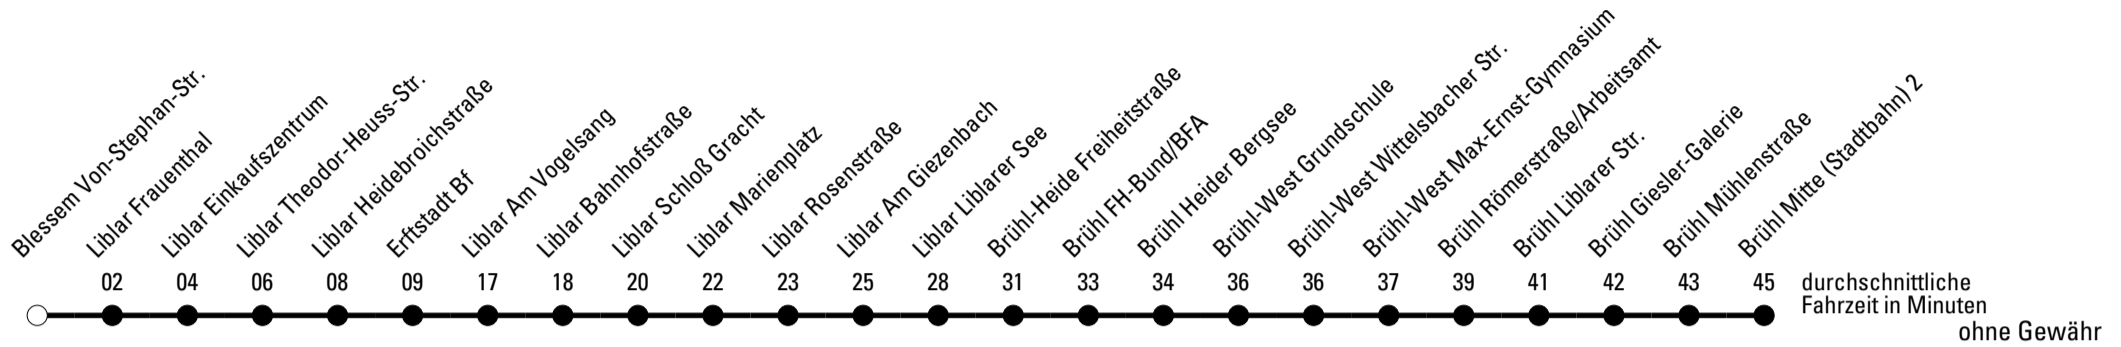 Blessem Von-Stephan-Str.
Liblar Frauenthal
Liblar Einkaufszentrum
Liblar Theodor-Heuss-Str.
Liblar Heidebroichstraße
Erftstadt Bf
Liblar Am Vogelsang
Liblar Bahnhofstraße
Liblar Schloß Gracht
Liblar Marienplatz
Liblar Rosenstraße
Liblar Am Giezenbach
Liblar Liblarer See
Brühl-Heide Freiheitstraße
Brühl FH-Bund/BFA
Brühl Heider Bergsee
Brühl-West Grundschule
Brühl-West Wittelsbacher Str.
Brühl-West Max-Ernst-Gymnasium
Brühl Römerstraße/Arbeitsamt
Brühl Liblarer Str.
Brühl Giesler-Galerie
Brühl Mühlenstraße
Brühl Mitte (Stadtbahn) 2
02 04 06 08 09 17 18 20 22 23 25 28 31 33 34 36 36 37 39 41 42 43 45 durchschnittliche
Fahrzeit in Minuten
ohne Gewähr